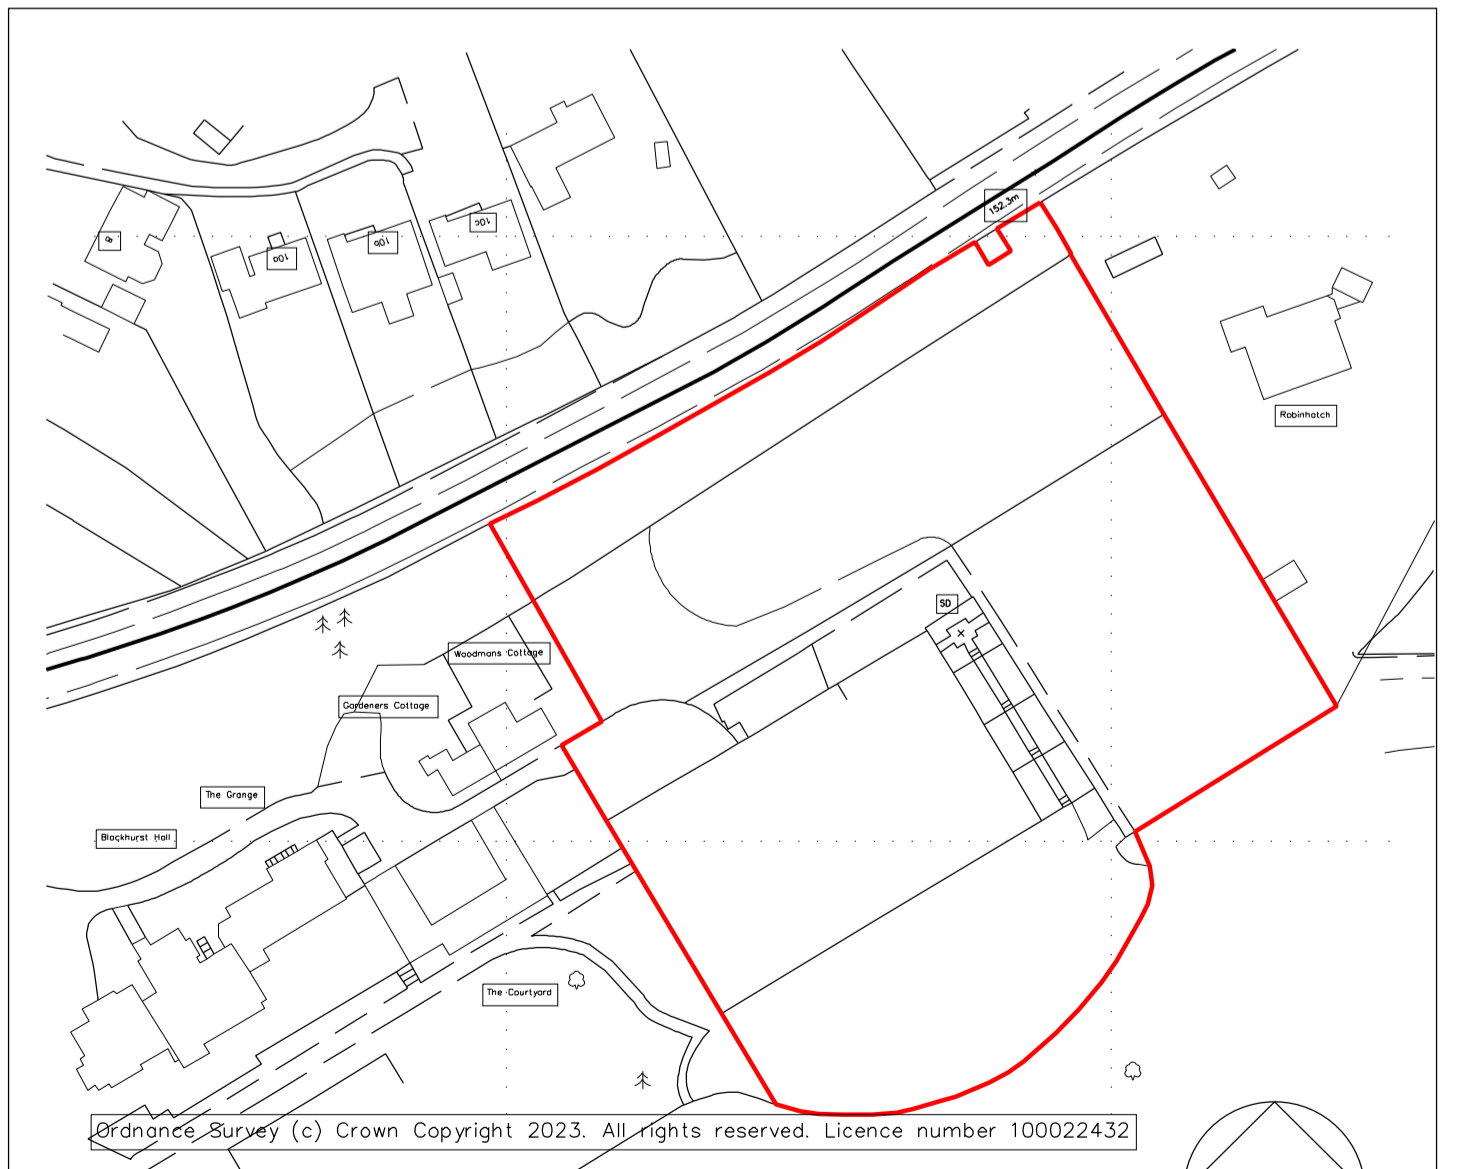 152.3m
8
10a
10b
10c
Robinhatch
SD
Woodmans Cottage
Gardeners Cottage
The Grange
Blackhurst Hall
The Courtyard
Ordnance Survey (c) Crown Copyright 2023. All rights reserved. Licence number 100022432